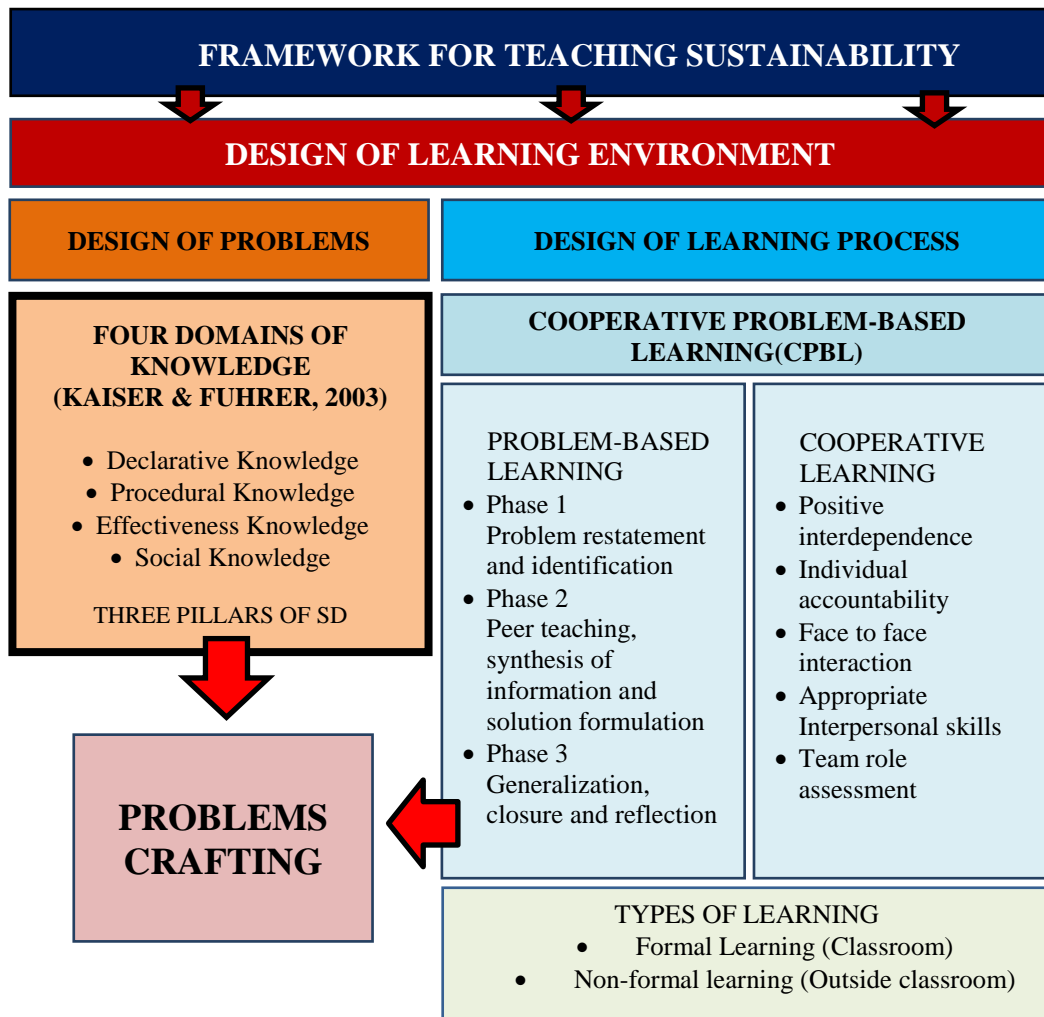 FRAMEWORK FOR TEACHING SUSTAINABILITY
DESIGN OF LEARNING ENVIRONMENT
DESIGN OF PROBLEMS
FOUR DOMAINS OF
KNOWLEDGE
(KAISER & FUHRER, 2003)
• Declarative Knowledge
• Procedural Knowledge
• Effectiveness Knowledge
• Social Knowledge
THREE PILLARS OF SD
PROBLEMS
CRAFTING
DESIGN OF LEARNING PROCESS
COOPERATIVE PROBLEM-BASED
LEARNING(CPBL)
PROBLEM-BASED
LEARNING
• Phase 1
Problem restatement
and identification
• Phase 2
Peer teaching,
synthesis of
information and
solution formulation
• Phase 3
Generalization,
closure and reflection
COOPERATIVE
LEARNING
• Positive
interdependence
• Individual
accountability
• Face to face
interaction
• Appropriate
Interpersonal skills
• Team role
assessment
TYPES OF LEARNING
• Formal Learning (Classroom)
• Non-formal learning (Outside classroom)